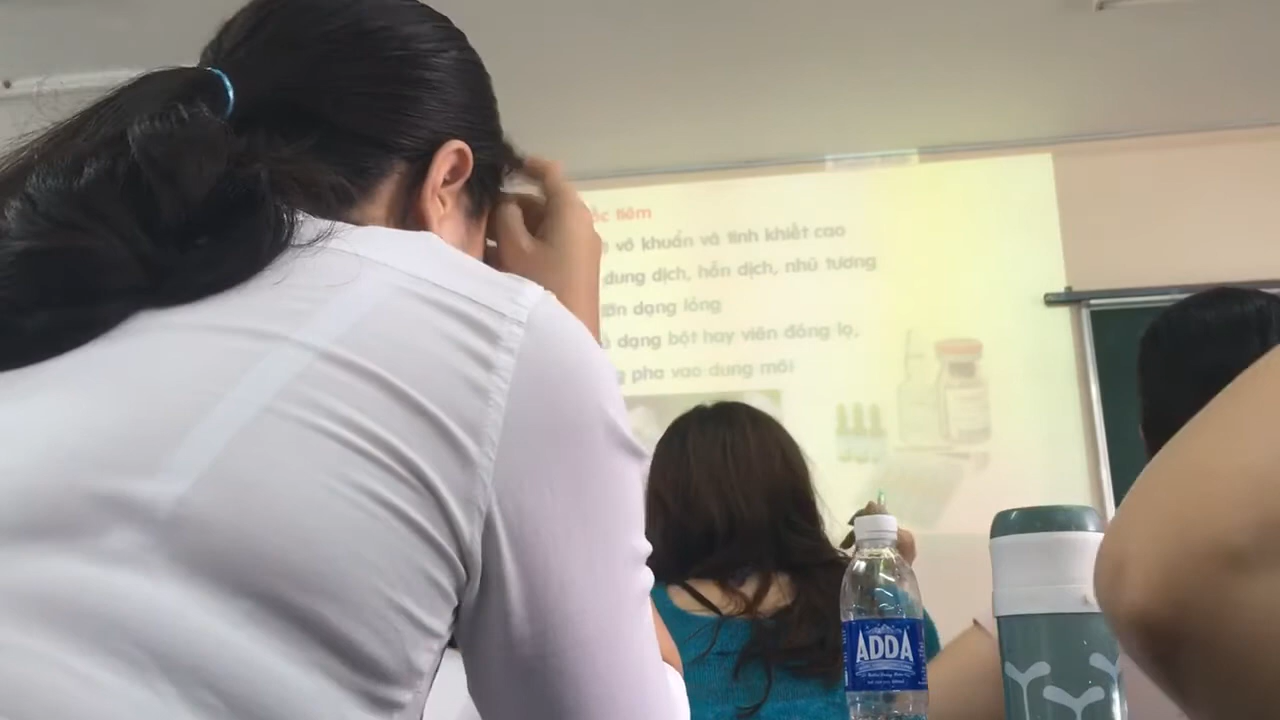 tiêm
vô khuẩn và tinh khiết cao
dung dịch, hỗn dịch, nhũ tương
dạng lỏng
dạng bột hay viên đóng lọ,
pha vào dung môi
ADDA